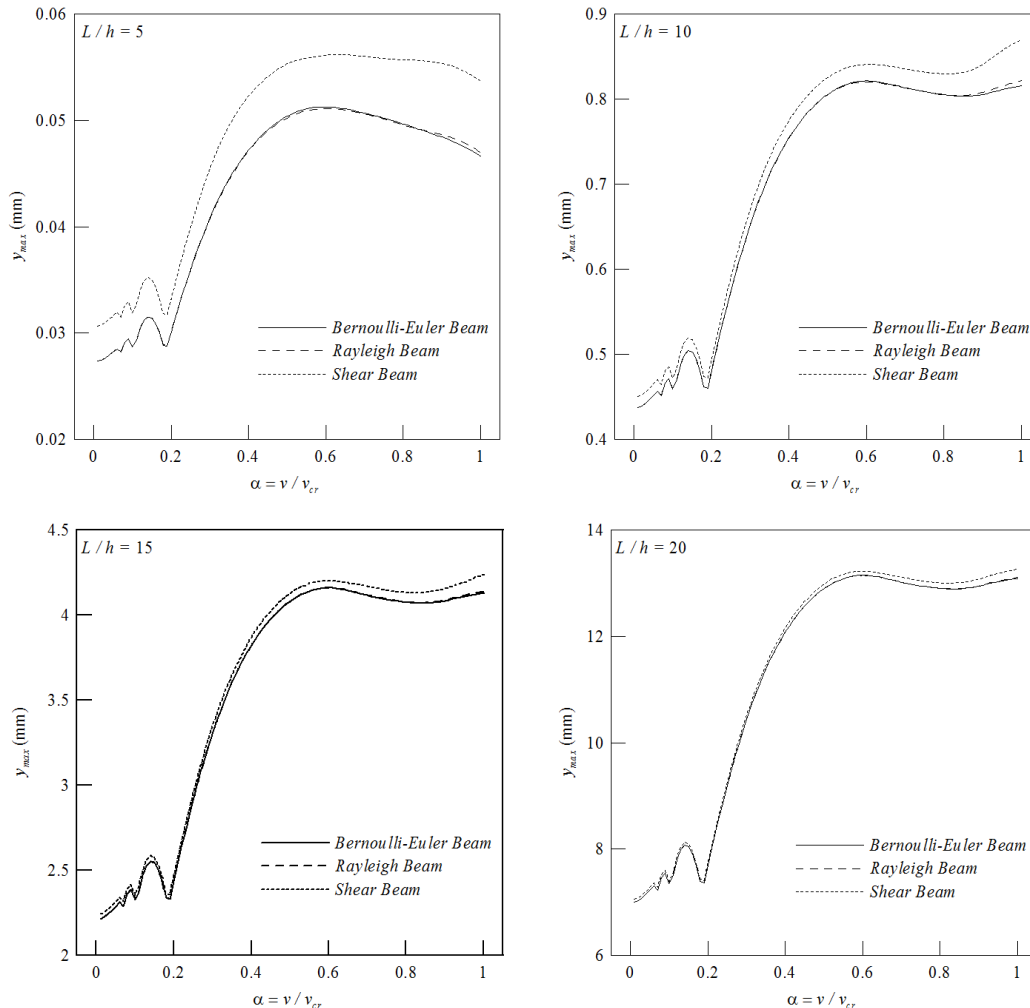 L / h = 5
0.06
0.05
0.04
0.03
0.02
y_max (mm)
Bernoulli-Euler Beam
Rayleigh Beam
Shear Beam
0 0.2 0.4 0.6 0.8 1
α = v / v_cr
L / h = 10
0.9
0.8
0.7
0.6
0.5
0.4
y_max (mm)
Bernoulli-Euler Beam
Rayleigh Beam
Shear Beam
0 0.2 0.4 0.6 0.8 1
α = v / v_cr
L / h = 15
4.5
4
3.5
3
2.5
2
y_max (mm)
Bernoulli-Euler Beam
Rayleigh Beam
Shear Beam
0 0.2 0.4 0.6 0.8 1
α = v / v_cr
L / h = 20
14
12
10
8
6
y_max (mm)
Bernoulli-Euler Beam
Rayleigh Beam
Shear Beam
0 0.2 0.4 0.6 0.8 1
α = v / v_cr